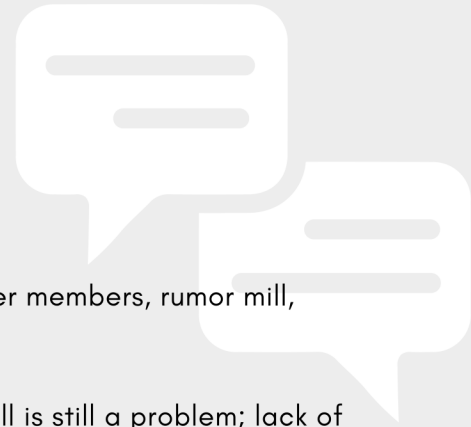 er members, rumor mill,
ll is still a problem; lack of